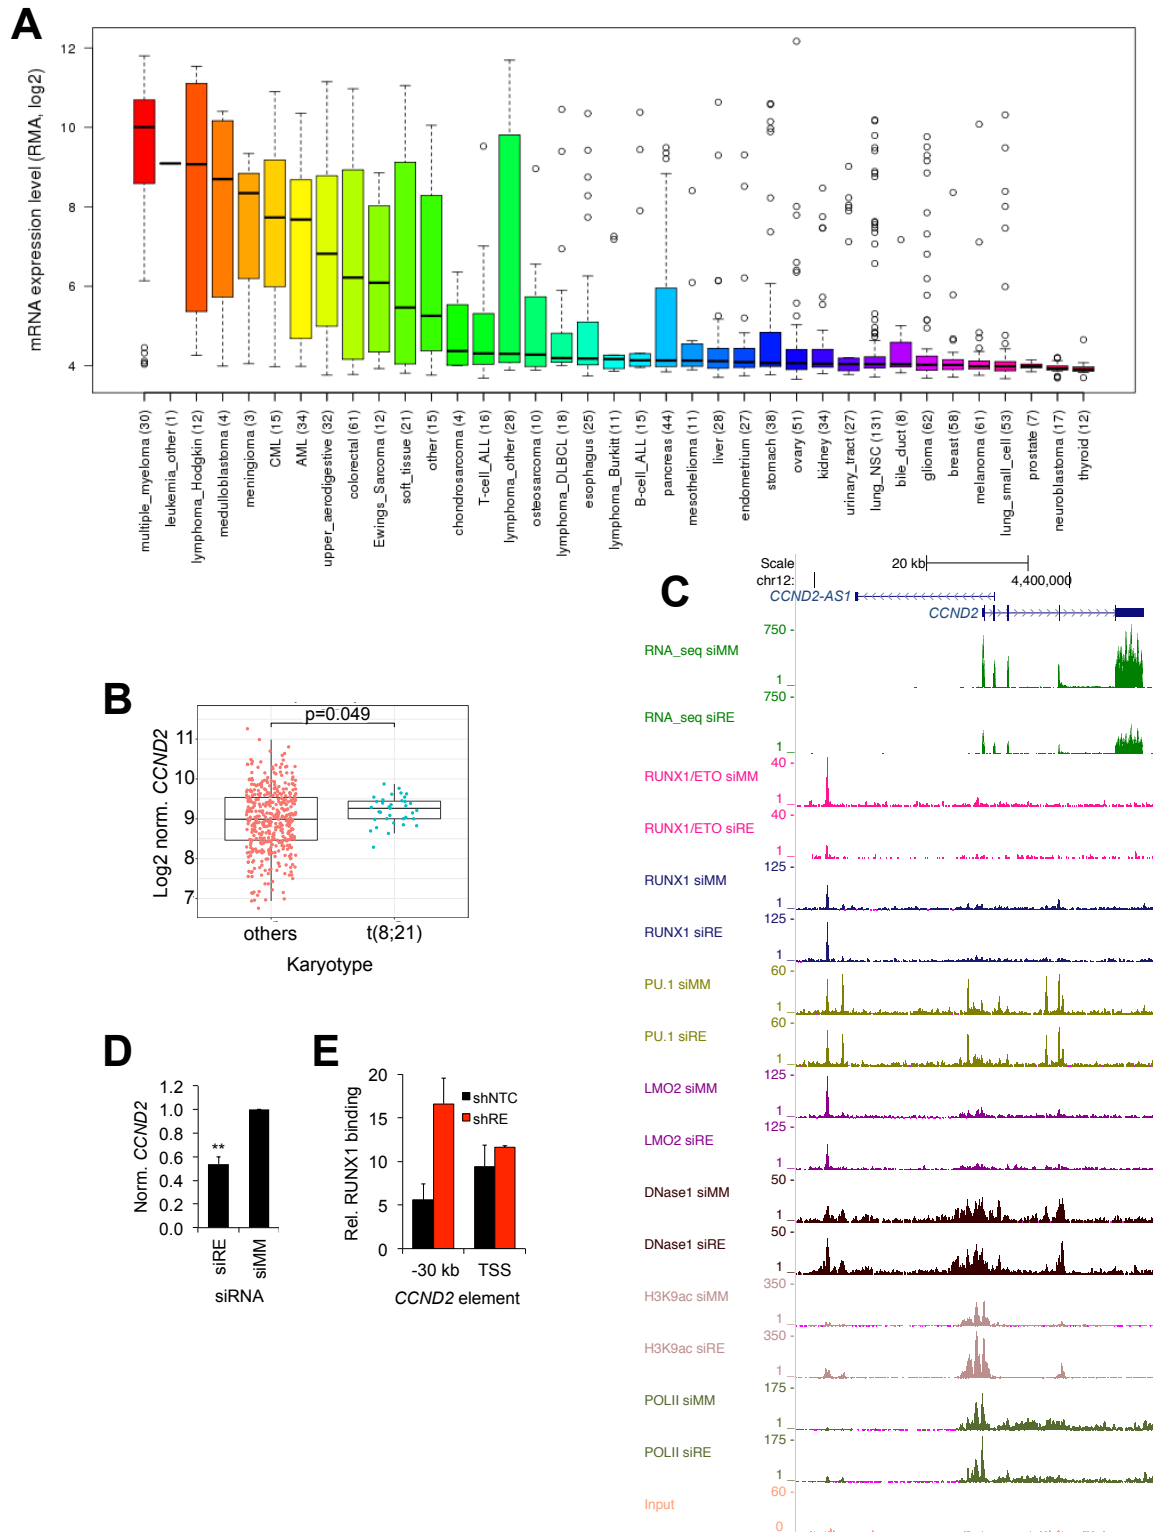 A
mRNA expression level (RMA, log2)
12
10
8
6
4
multiple_myeloma (30)
leukemia_other (1)
lymphoma_Hodgkin (12)
medulloblastoma (4)
meningioma (3)
CML (15)
AML (34)
upper_aerodigestive (32)
colorectal (61)
Ewings_Sarcoma (12)
soft_tissue (21)
other (15)
chondrosarcoma (4)
T-cell_ALL (16)
lymphoma_other (28)
osteosarcoma (10)
lymphoma_DLBCL (18)
esophagus (25)
lymphoma_Burkitt (11)
B-cell_ALL (15)
pancreas (44)
mesothelioma (11)
liver (28)
endometrium (27)
stomach (38)
ovary (51)
kidney (34)
urinary_tract (27)
lung_NSC (131)
bile_duct (8)
glioma (62)
breast (58)
melanoma (61)
lung_small_cell (53)
prostate (7)
neuroblastoma (17)
thyroid (12)
B
p=0.049
Log2 norm. CCND2
11
10
9
8
7
others
t(8;21)
Karyotype
C
Scale
20 kb
chr12:
4,400,000
CCND2-AS1
CCND2
750 -
RNA_seq siMM
1 _
750 -
RNA_seq siRE
1 _
40 -
RUNX1/ETO siMM
1 _
40 -
RUNX1/ETO siRE
1 _
125 -
RUNX1 siMM
1 _
125 -
RUNX1 siRE
1 _
60 -
PU.1 siMM
1 _
60 -
PU.1 siRE
1 _
125 -
LMO2 siMM
1 _
125 -
LMO2 siRE
1 _
50 -
DNase1 siMM
1 _
50 -
DNase1 siRE
1 _
350 -
H3K9ac siMM
1 _
350 -
H3K9ac siRE
1 _
175 -
POLII siMM
1 _
175 -
POLII siRE
1 _
60 -
Input
0 _
D
Norm. CCND2
1.2
1.0
0.8
0.6
0.4
0.2
0.0
**
siRE
siMM
siRNA
E
Rel. RUNX1 binding
20
15
10
5
0
shNTC
shRE
-30 kb
TSS
CCND2 element